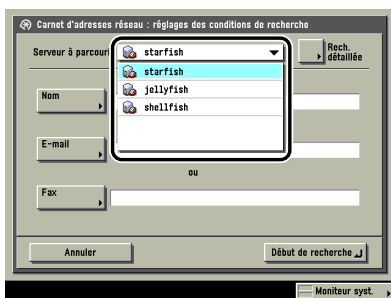 Carnet d'adresses réseau : réglages des conditions de recherche
Serveur à parcouri
starfish
Rech.
détaillée
starfish
jellyfish
shellfish
Nom
E-mail
ou
Fax
Annuler
Début de recherche
Moniteur syst.